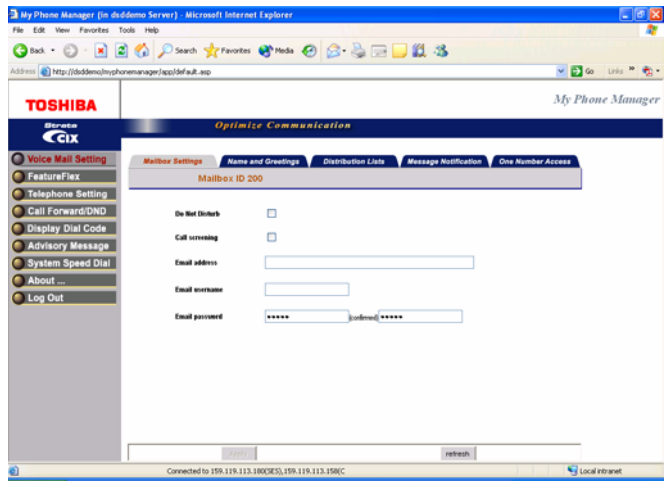 My Phone Manager (in dsddemo Server) - Microsoft Internet Explorer
File Edit View Favorites Tools Help
Back Search Favorites Media
Address http://dsddemo/myphonemanager/app/default.asp Go Links
TOSHIBA
My Phone Manager
Strata CIX
Optimize Communication
Voice Mail Setting
FeatureFlex
Telephone Setting
Call Forward/DND
Display Dial Code
Advisory Message
System Speed Dial
About ...
Log Out
Mailbox Settings Name and Greetings Distribution Lists Message Notification One Number Access
Mailbox ID 200
Do Not Disturb
Call screening
Email address
Email username
Email password ••••• (confirmed) •••••
Apply refresh
Connected to 159.119.113.180(SES),159.119.113.158(C Local intranet